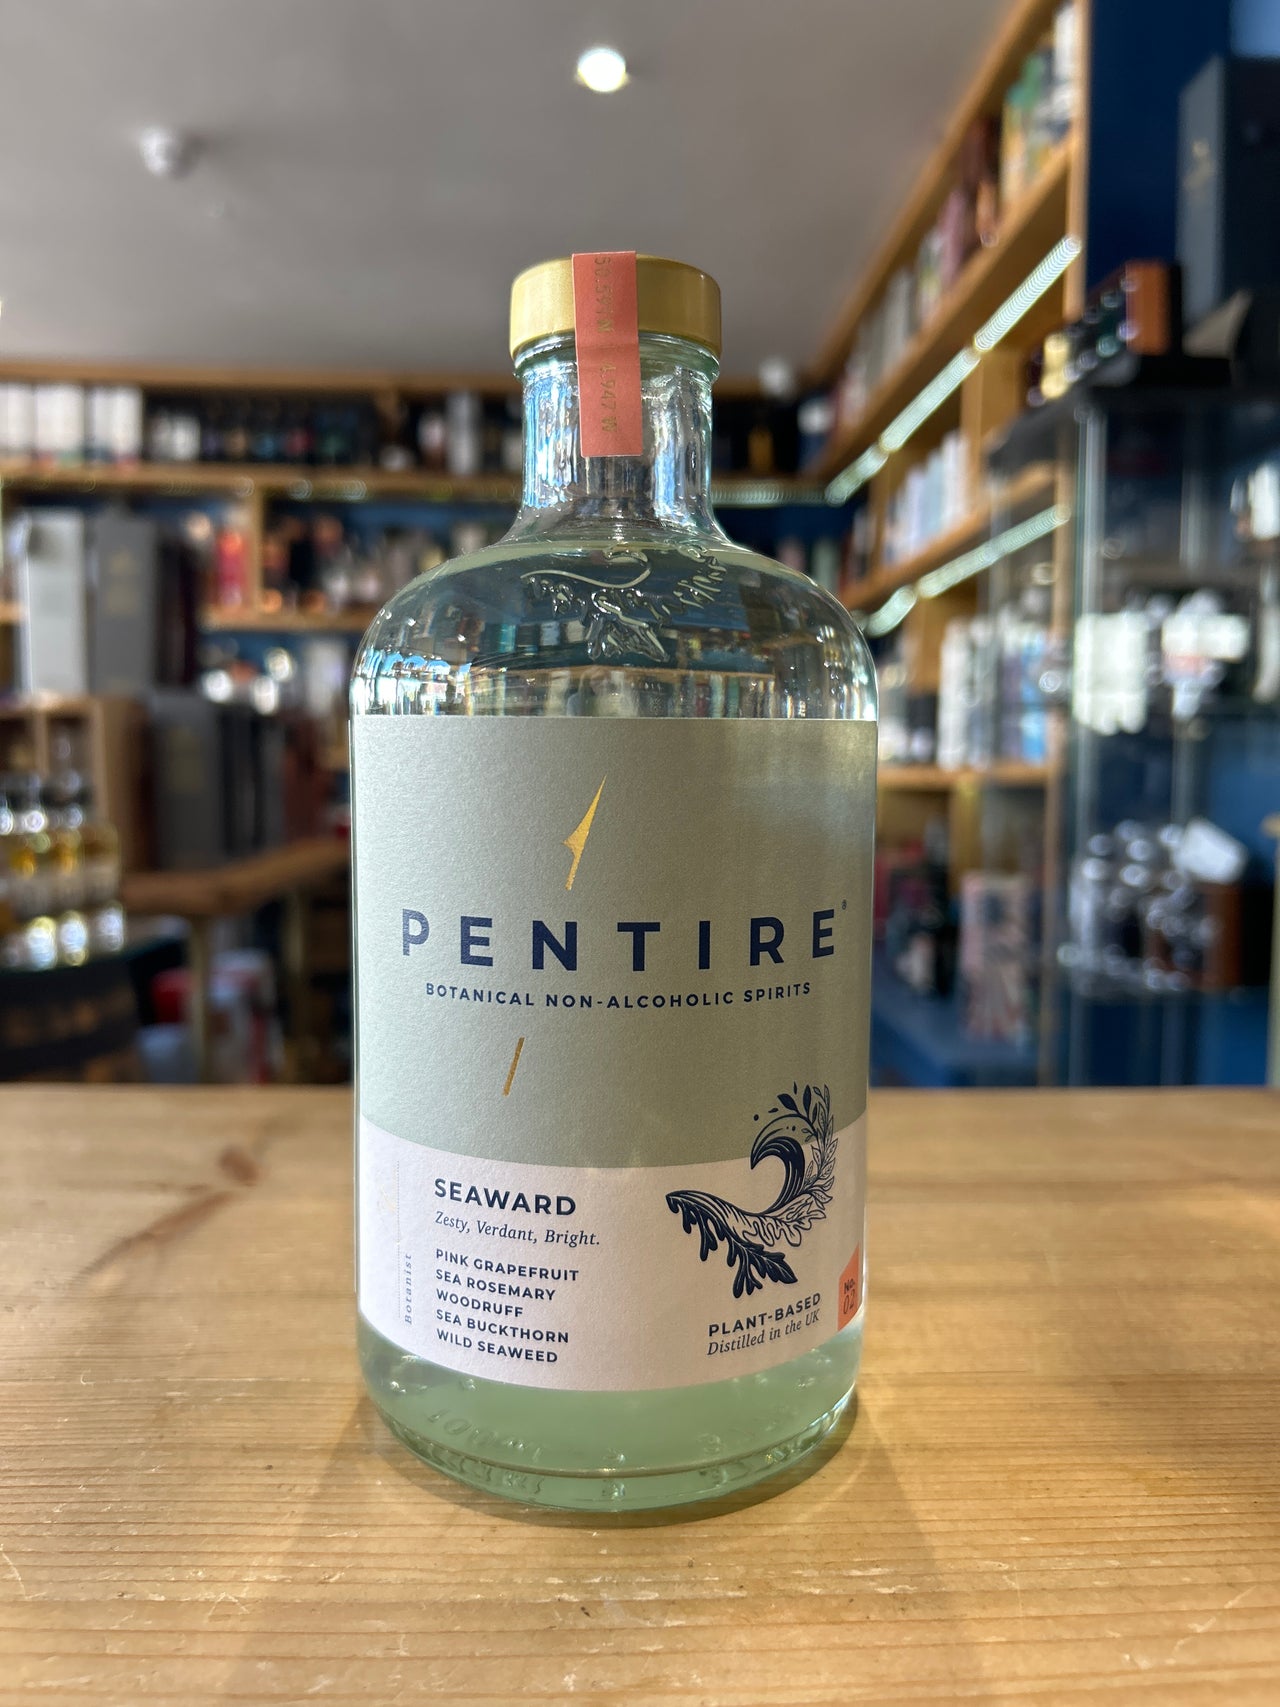 PENTIRE®
BOTANICAL NON-ALCOHOLIC SPIRITS
SEAWARD
Zesty, Verdant, Bright.
PINK GRAPEFRUIT
SEA ROSEMARY
WOODRUFF
SEA BUCKTHORN
WILD SEAWEED
Botanist
PLANT-BASED
Distilled in the UK
No.
02